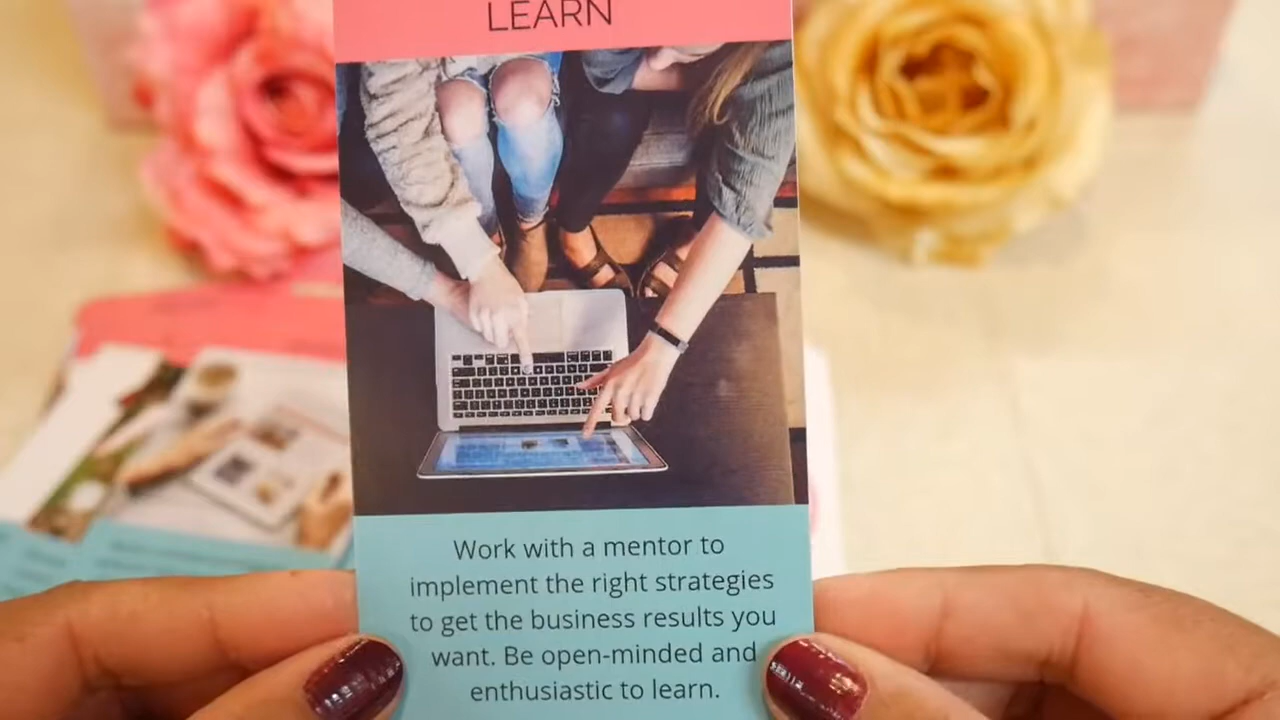 LEARN
Work with a mentor to
implement the right strategies
to get the business results you
want. Be open-minded and
enthusiastic to learn.